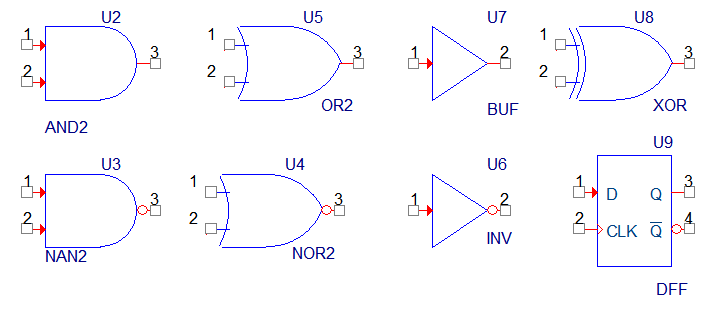 U2
1
2
3
AND2
U5
1
2
3
OR2
U7
1
2
BUF
U8
1
2
3
XOR
U3
1
2
3
NAN2
U4
1
2
3
NOR2
U6
1
2
INV
U9
1
D
Q
3
2
CLK
Q̅
4
DFF